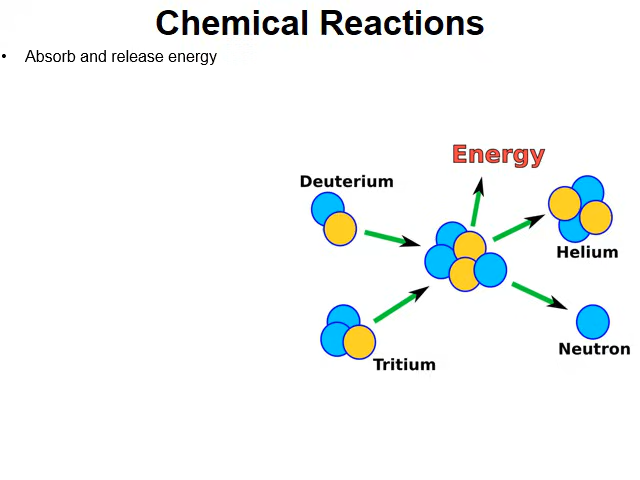 Chemical Reactions
• Absorb and release energy
Energy
Deuterium
Helium
Neutron
Tritium